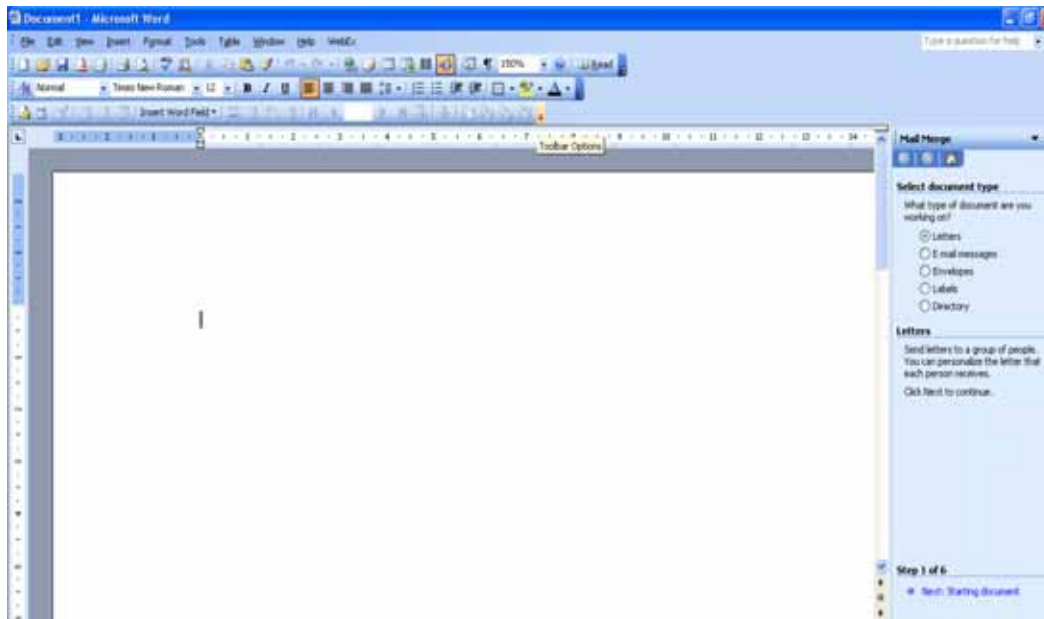 Document1 - Microsoft Word
File Edit View Insert Format Tools Table Window Help WebEx
Type a question for help
150% Read
Normal Times New Roman 12 B I U
Insert Word Field
Toolbar Options
Mail Merge
Select document type
What type of document are you
working on?
Letters
E-mail messages
Envelopes
Labels
Directory
Letters
Send letters to a group of people.
You can personalize the letter that
each person receives.
Click Next to continue.
Step 1 of 6
Next: Starting document